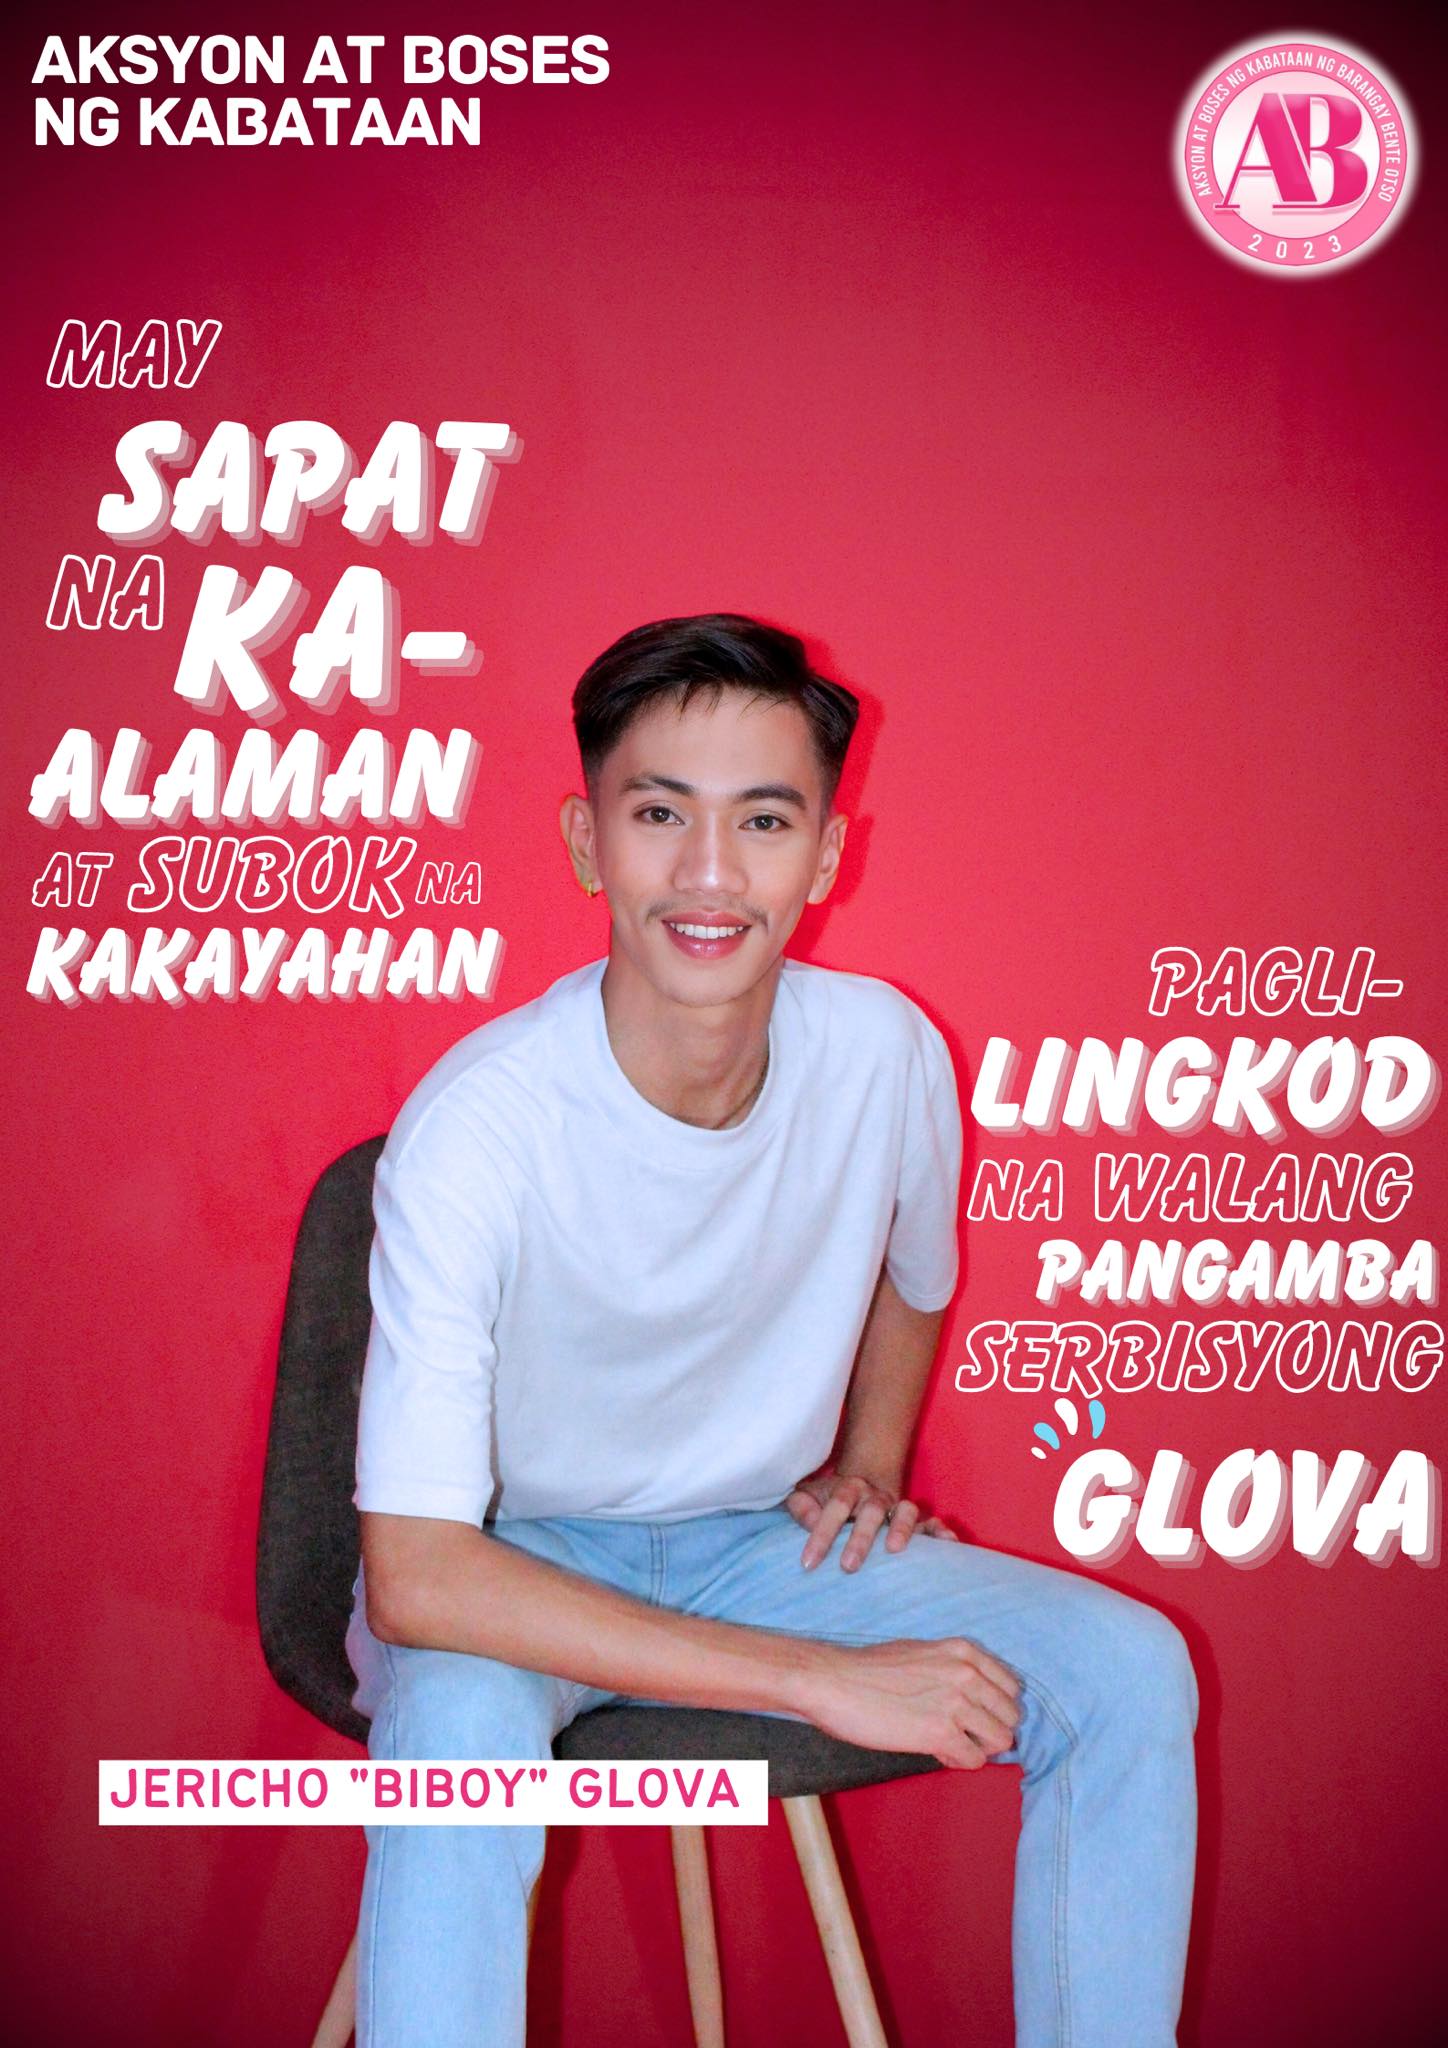 AKSYON AT BOSES
NG KABATAAN
AKSYON AT BOSES NG KABATAAN NG BARANGAY BENTE OTSO
AB
2023
MAY
SAPAT
NA KA-
ALAMAN
AT SUBOK NA
KAKAYAHAN
PAGLI-
LINGKOD
NA WALANG
PANGAMBA
SERBISYONG
GLOVA
JERICHO "BIBOY" GLOVA